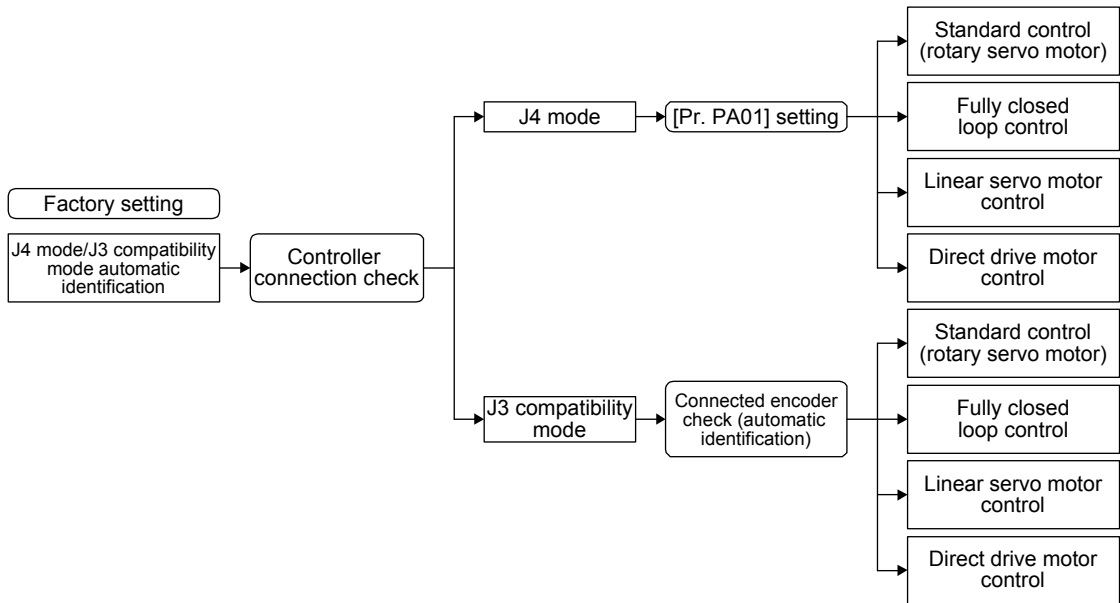 Factory setting
J4 mode/J3 compatibility
mode automatic
identification
Controller
connection check
J4 mode
[Pr. PA01] setting
Standard control
(rotary servo motor)
Fully closed
loop control
Linear servo motor
control
Direct drive motor
control
J3 compatibility
mode
Connected encoder
check (automatic
identification)
Standard control
(rotary servo motor)
Fully closed
loop control
Linear servo motor
control
Direct drive motor
control